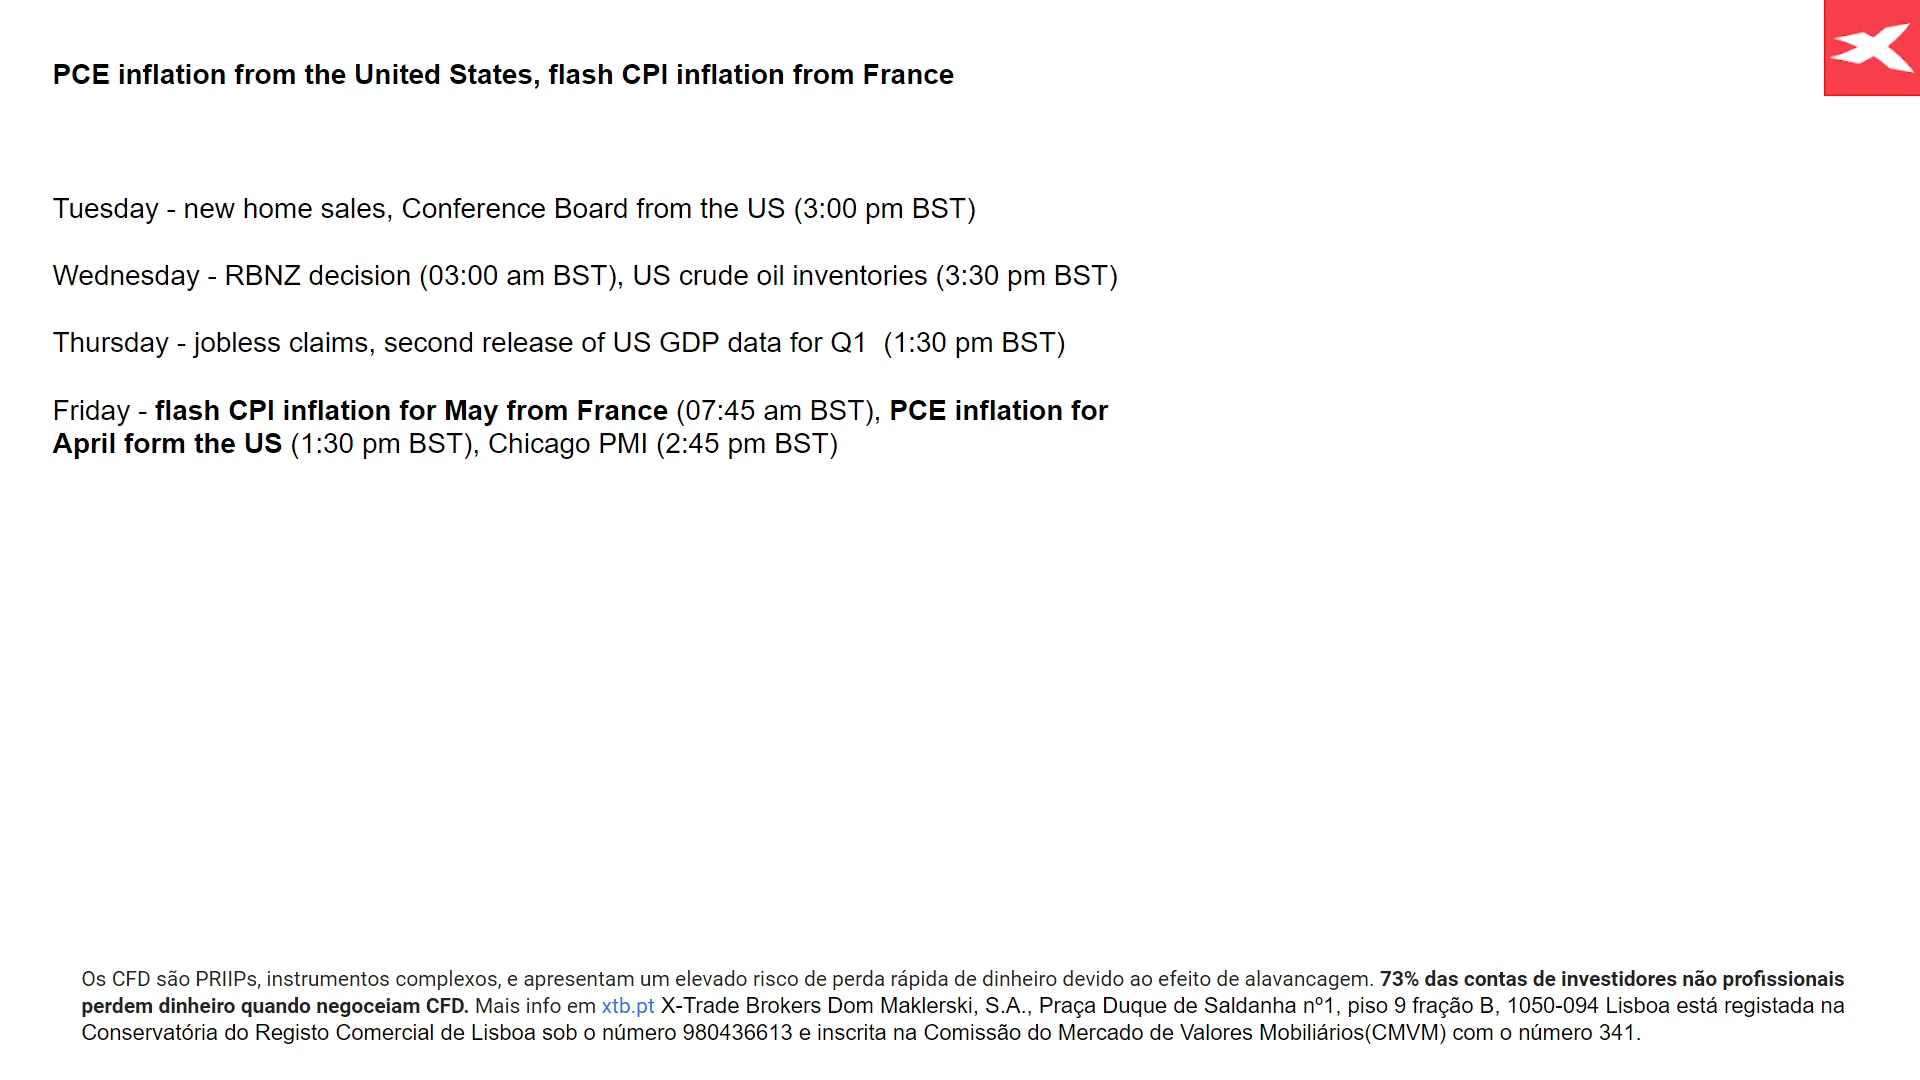 PCE inflation from the United States, flash CPI inflation from France
Tuesday - new home sales, Conference Board from the US (3:00 pm BST)
Wednesday - RBNZ decision (03:00 am BST), US crude oil inventories (3:30 pm BST)
Thursday - jobless claims, second release of US GDP data for Q1  (1:30 pm BST)
Friday - flash CPI inflation for May from France (07:45 am BST), PCE inflation for
April form the US (1:30 pm BST), Chicago PMI (2:45 pm BST)
Os CFD são PRIIPs, instrumentos complexos, e apresentam um elevado risco de perda rápida de dinheiro devido ao efeito de alavancagem. 73% das contas de investidores não profissionais
perdem dinheiro quando negoceiam CFD. Mais info em xtb.pt X-Trade Brokers Dom Maklerski, S.A., Praça Duque de Saldanha nº1, piso 9 fração B, 1050-094 Lisboa está registada na
Conservatória do Registo Comercial de Lisboa sob o número 980436613 e inscrita na Comissão do Mercado de Valores Mobiliários(CMVM) com o número 341.